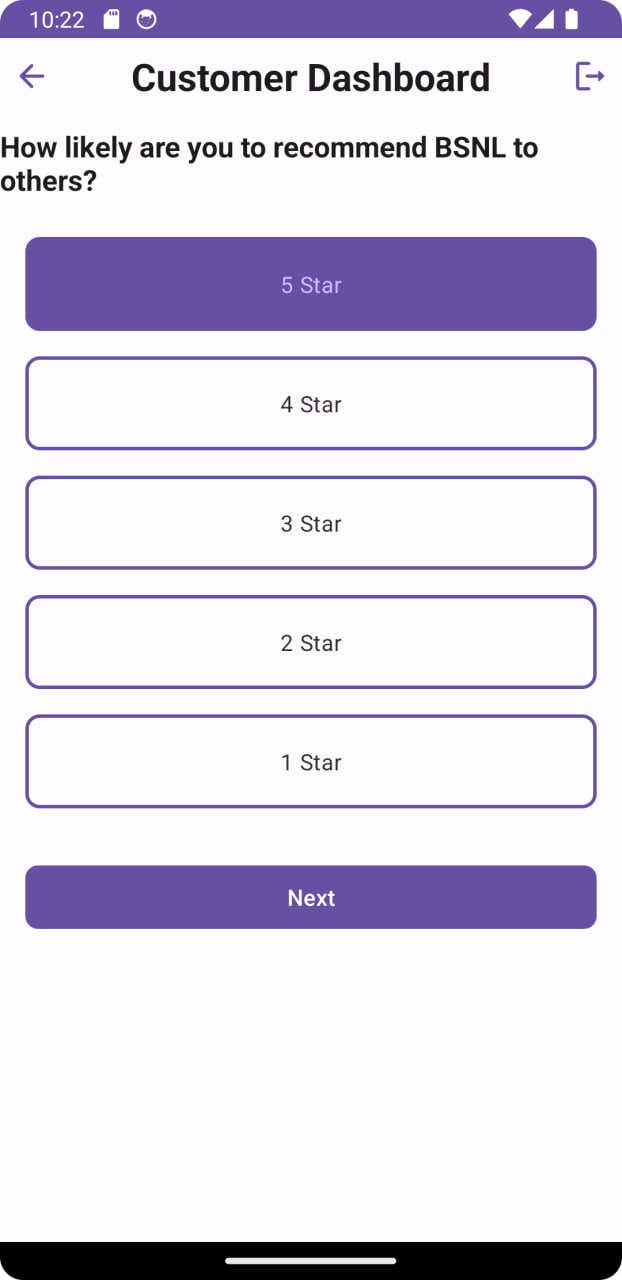 10:22
Customer Dashboard
How likely are you to recommend BSNL to
others?
5 Star
4 Star
3 Star
2 Star
1 Star
Next